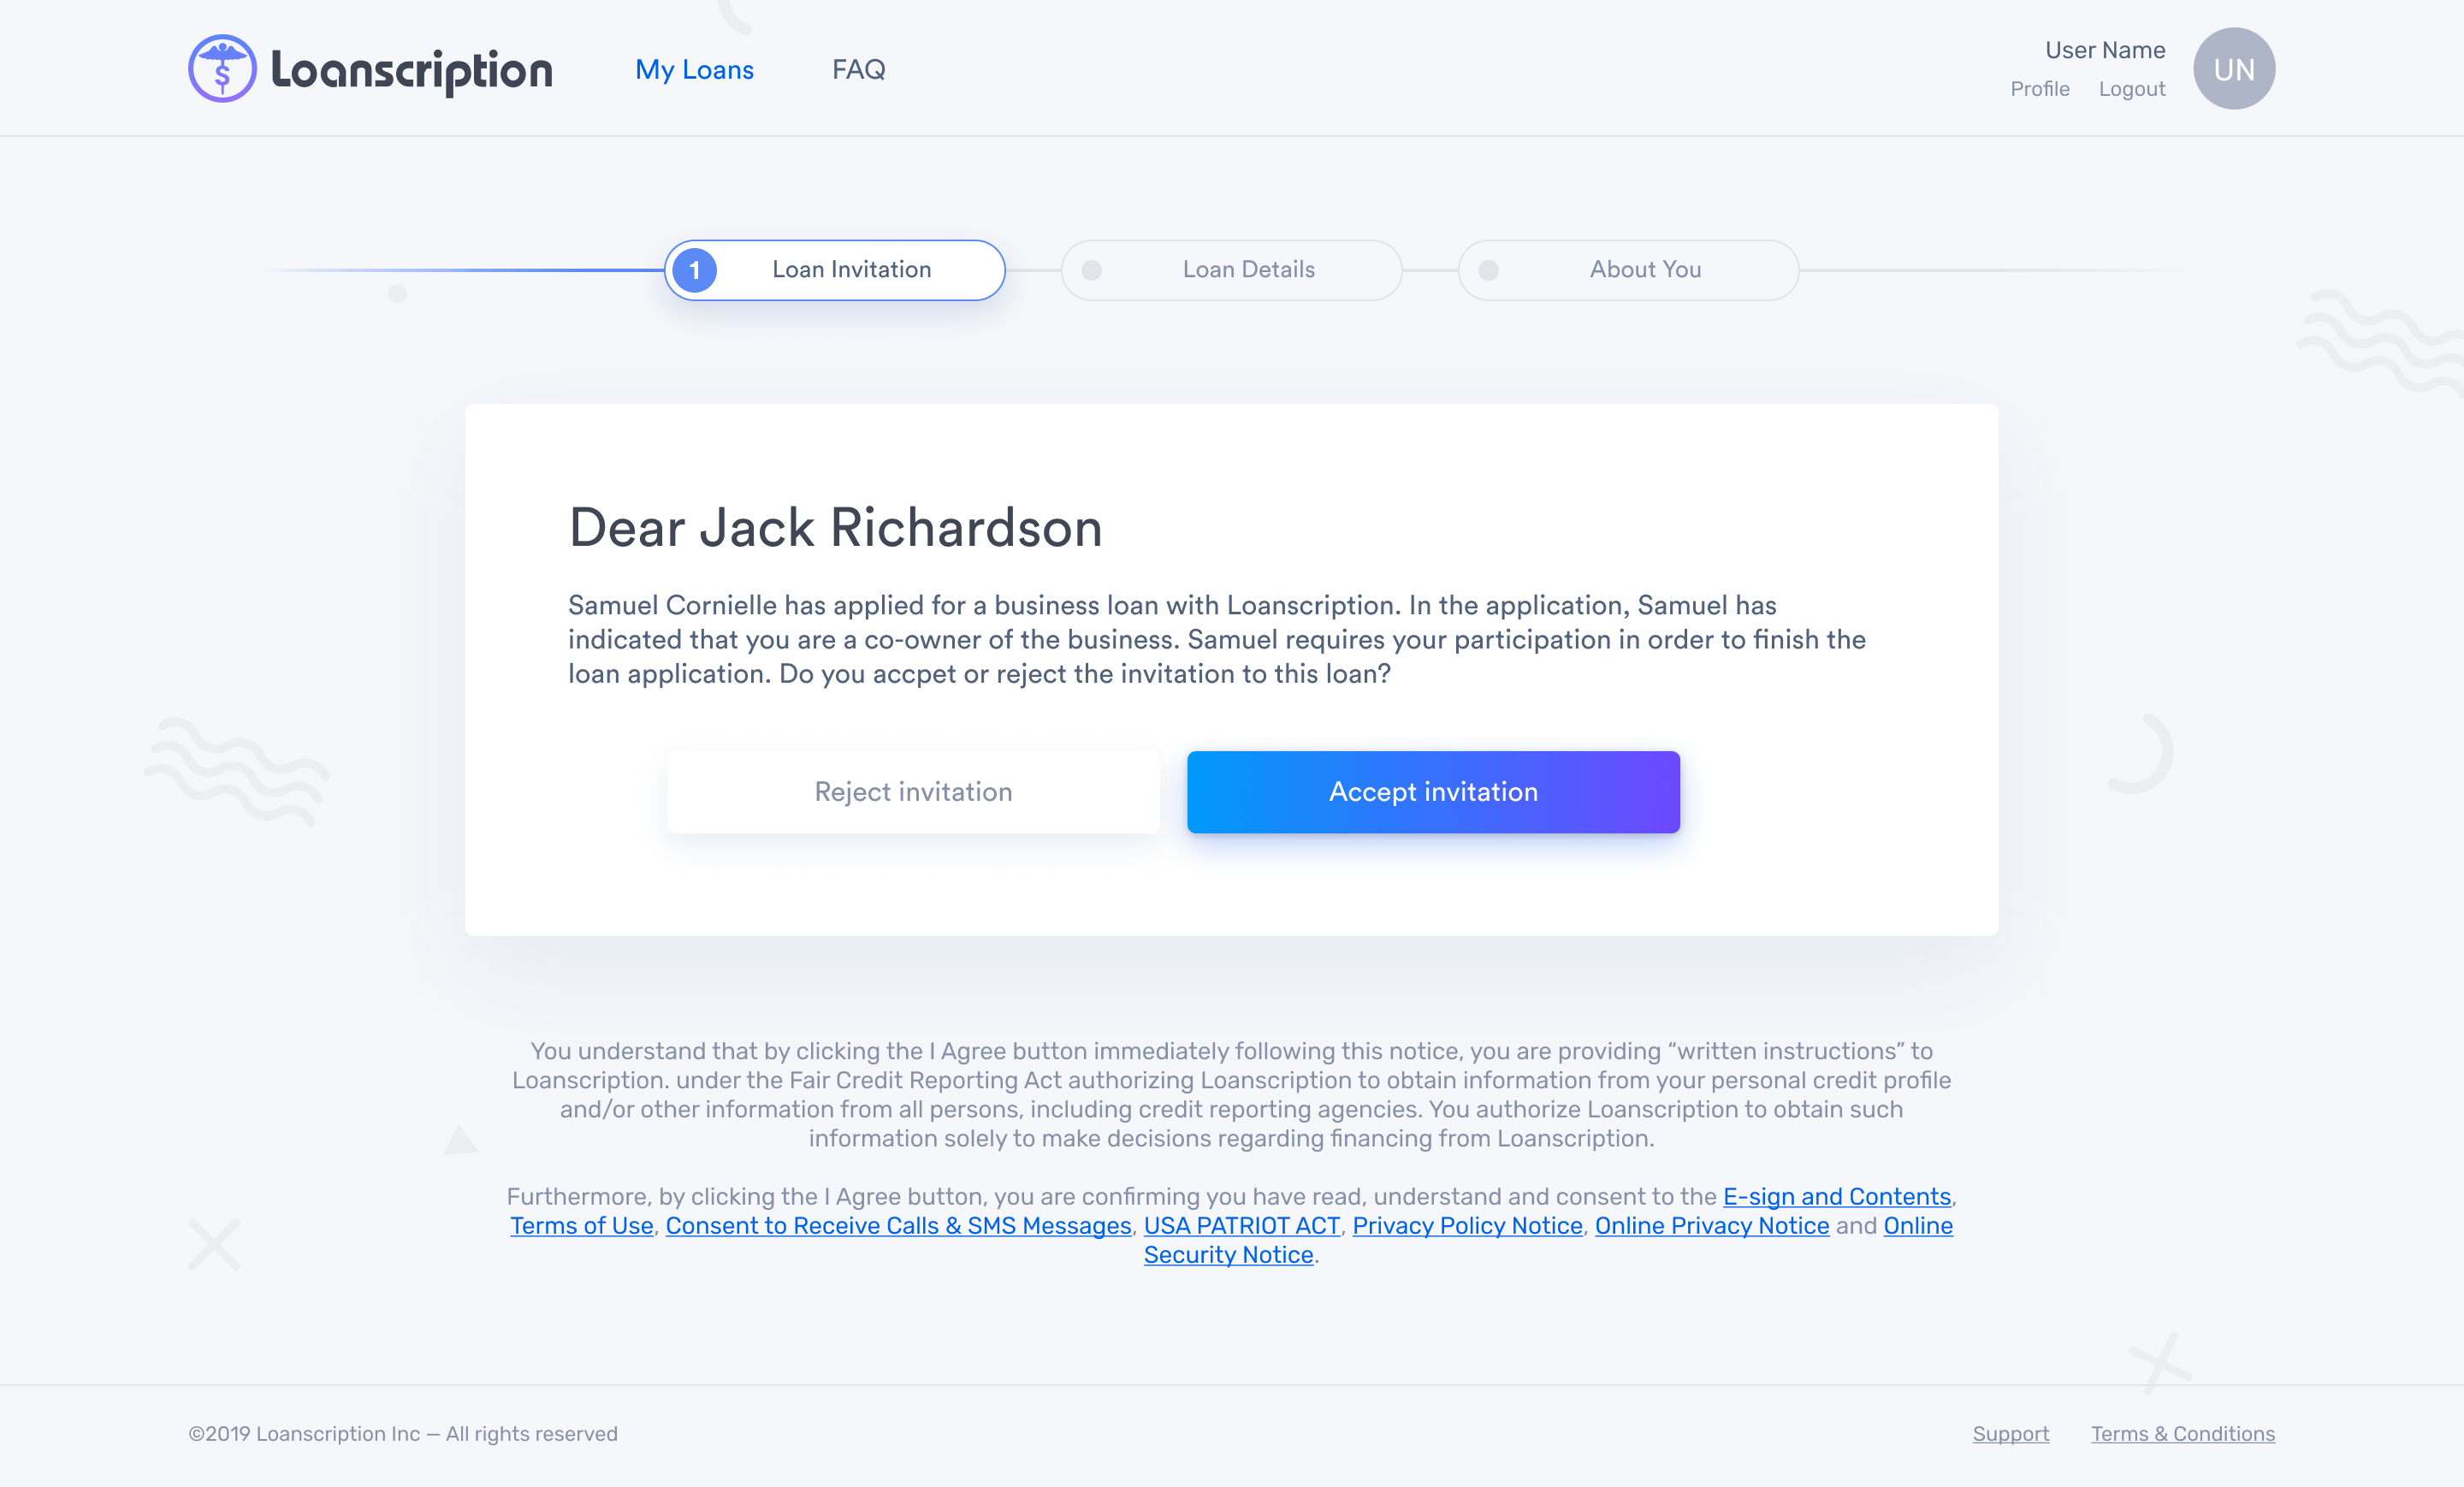 Loanscription
My Loans
FAQ
User Name
Profile
Logout
UN
1
Loan Invitation
Loan Details
About You
Dear Jack Richardson
Samuel Cornielle has applied for a business loan with Loanscription. In the application, Samuel has
indicated that you are a co-owner of the business. Samuel requires your participation in order to finish the
loan application. Do you accpet or reject the invitation to this loan?
Reject invitation
Accept invitation
You understand that by clicking the I Agree button immediately following this notice, you are providing “written instructions” to
Loanscription. under the Fair Credit Reporting Act authorizing Loanscription to obtain information from your personal credit profile
and/or other information from all persons, including credit reporting agencies. You authorize Loanscription to obtain such
information solely to make decisions regarding financing from Loanscription.
Furthermore, by clicking the I Agree button, you are confirming you have read, understand and consent to the E-sign and Contents,
Terms of Use, Consent to Receive Calls & SMS Messages, USA PATRIOT ACT, Privacy Policy Notice, Online Privacy Notice and Online
Security Notice.
©2019 Loanscription Inc — All rights reserved
Support
Terms & Conditions